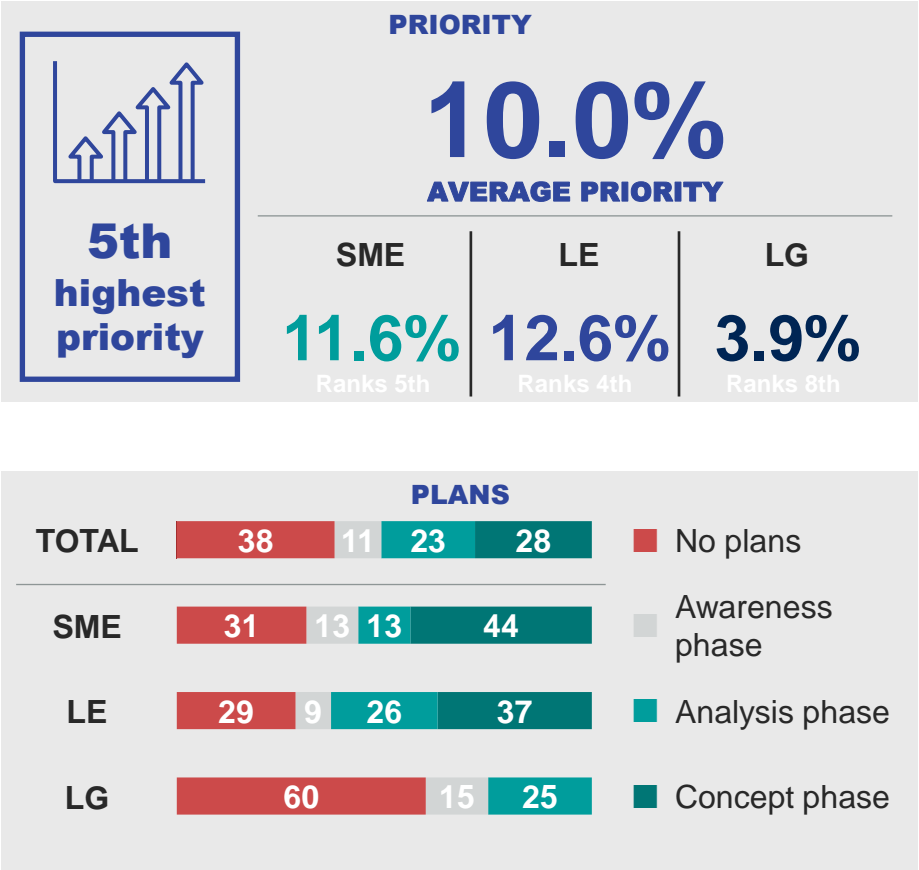 PRIORITY
5th
highest
priority
10.0%
AVERAGE PRIORITY
SME LE LG
11.6% 12.6% 3.9%
Ranks 5th Ranks 4th Ranks 8th
PLANS
TOTAL 38 11 23 28
SME 31 13 13 44
LE 29 9 26 37
LG 60 15 25
No plans
Awareness
phase
Analysis phase
Concept phase